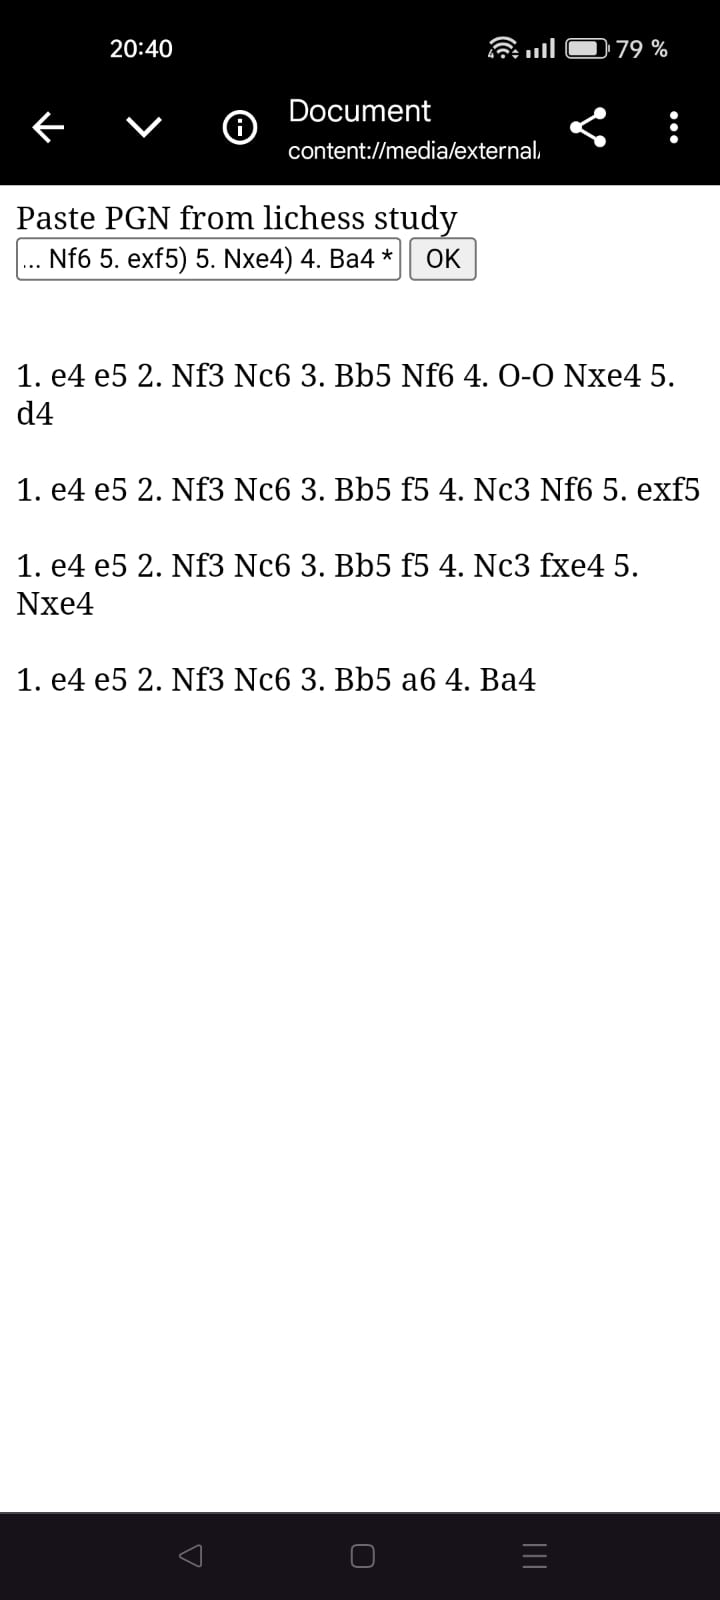 20:40
79 %
Document
content://media/external/
Paste PGN from lichess study
... Nf6 5. exf5) 5. Nxe4) 4. Ba4 *
OK
1. e4 e5 2. Nf3 Nc6 3. Bb5 Nf6 4. O-O Nxe4 5.
d4
1. e4 e5 2. Nf3 Nc6 3. Bb5 f5 4. Nc3 Nf6 5. exf5
1. e4 e5 2. Nf3 Nc6 3. Bb5 f5 4. Nc3 fxe4 5.
Nxe4
1. e4 e5 2. Nf3 Nc6 3. Bb5 a6 4. Ba4